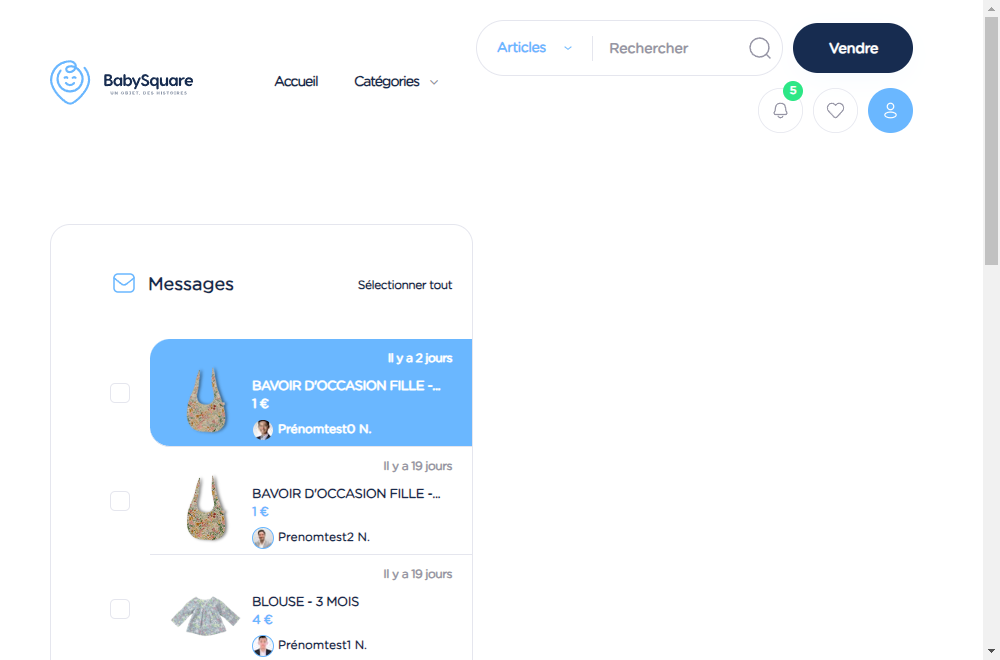 Articles
Rechercher
Vendre
BabySquare
UN OBJET, DES HISTOIRES
Accueil
Catégories
5
Messages
Sélectionner tout
Il y a 2 jours
BAVOIR D'OCCASION FILLE -...
1 €
Prénomtest0 N.
Il y a 19 jours
BAVOIR D'OCCASION FILLE -...
1 €
Prenomtest2 N.
Il y a 19 jours
BLOUSE - 3 MOIS
4 €
Prénomtest1 N.